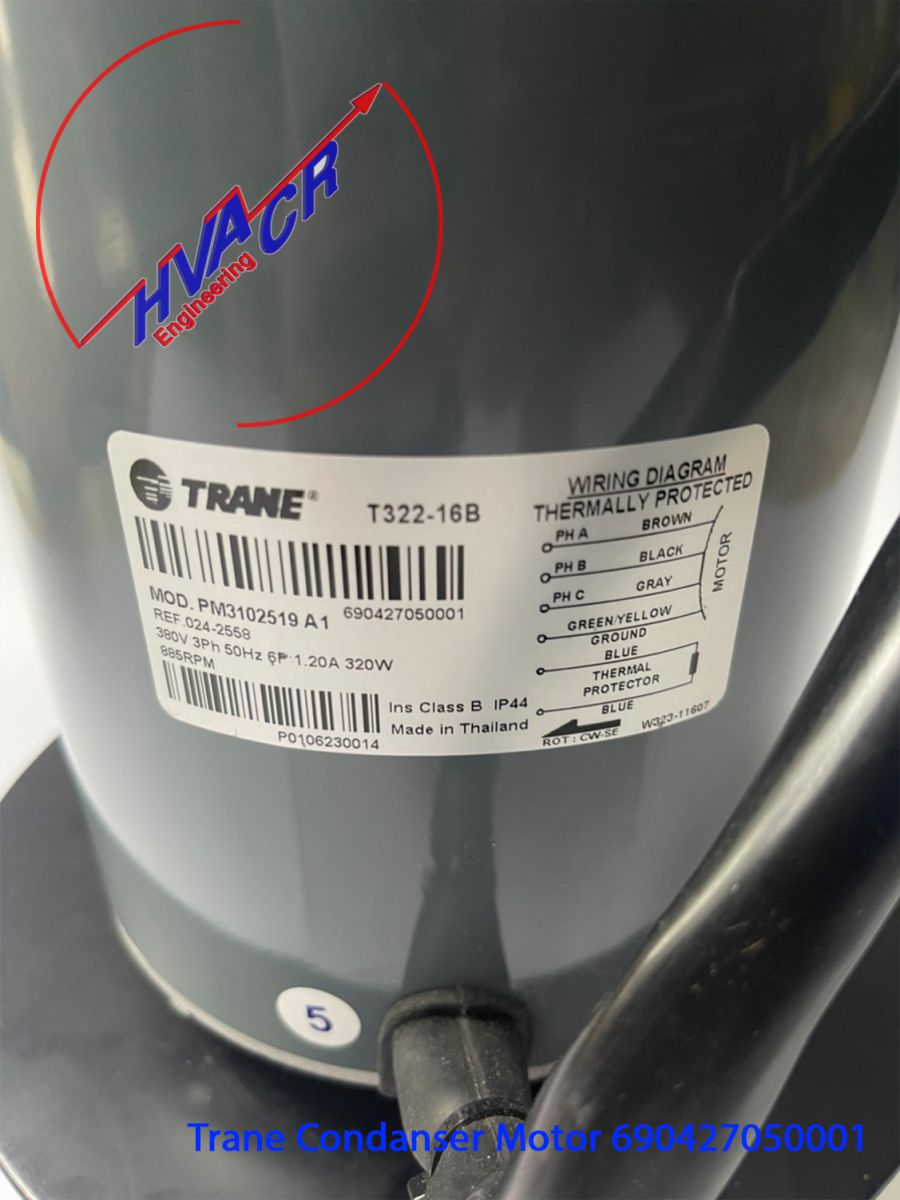 HVACR
Engineering
TRANE®
T322-16B
690427050001
MOD. PM3102519 A1
REF.024-2558
380V 3Ph 50Hz 6P 1.20A 320W
885RPM
Ins Class B IP44
Made in Thailand
P0106230014
WIRING DIAGRAM
THERMALLY PROTECTED
PH A BROWN
PH B BLACK
PH C GRAY
MOTOR
GREEN/YELLOW
GROUND
BLUE
THERMAL
PROTECTOR
BLUE
ROT : CW-SE
W323-11607
5
Trane Condanser Motor 690427050001